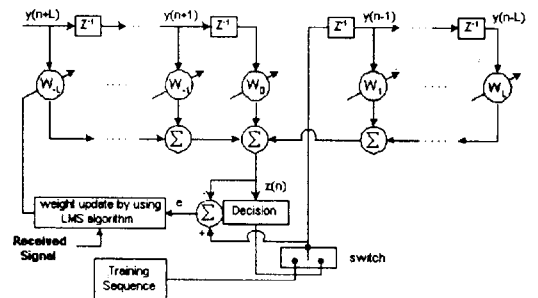 y(n+L) y(n+1) y(n-1) y(n-L)
Z⁻¹ Z⁻¹ Z⁻¹ Z⁻¹
W₋L W₋₁ W₀ W₁ W_L
Σ Σ Σ
z(n)
e
Σ
Decision
weight update by using
LMS algorithm
+
Received
Signal
switch
Training
Sequence